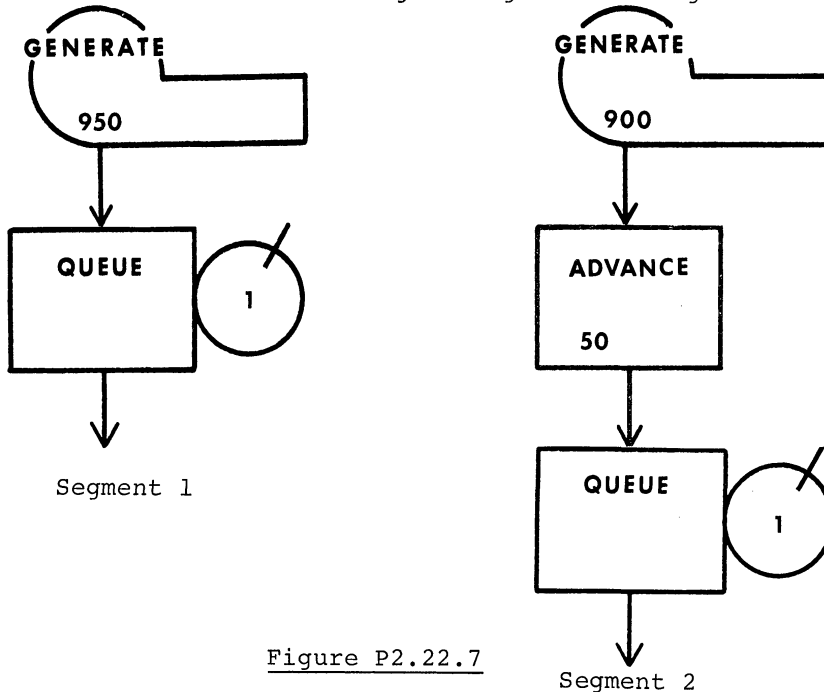 GENERATE
950
QUEUE
1
Segment 1
GENERATE
900
ADVANCE
50
QUEUE
1
Segment 2
Figure P2.22.7